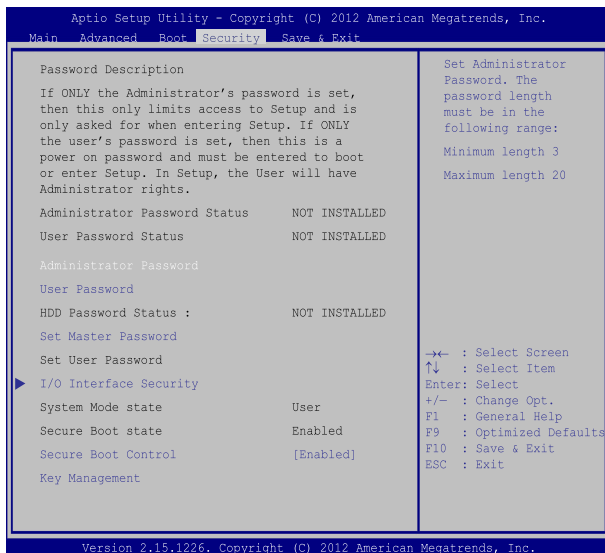 Aptio Setup Utility - Copyright (C) 2012 American Megatrends, Inc.
Main Advanced Boot Security Save & Exit
Password Description
If ONLY the Administrator's password is set,
then this only limits access to Setup and is
only asked for when entering Setup. If ONLY
the user's password is set, then this is a
power on password and must be entered to boot
or enter Setup. In Setup, the User will have
Administrator rights.
Administrator Password Status NOT INSTALLED
User Password Status NOT INSTALLED
Administrator Password
User Password
HDD Password Status : NOT INSTALLED
Set Master Password
Set User Password
I/O Interface Security
System Mode state User
Secure Boot state Enabled
Secure Boot Control [Enabled]
Key Management
Set Administrator
Password. The
password length
must be in the
following range:
Minimum length 3
Maximum length 20
→← : Select Screen
↑↓ : Select Item
Enter: Select
+/— : Change Opt.
F1 : General Help
F9 : Optimized Defaults
F10 : Save & Exit
ESC : Exit
Version 2.15.1226. Copyright (C) 2012 American Megatrends, Inc.